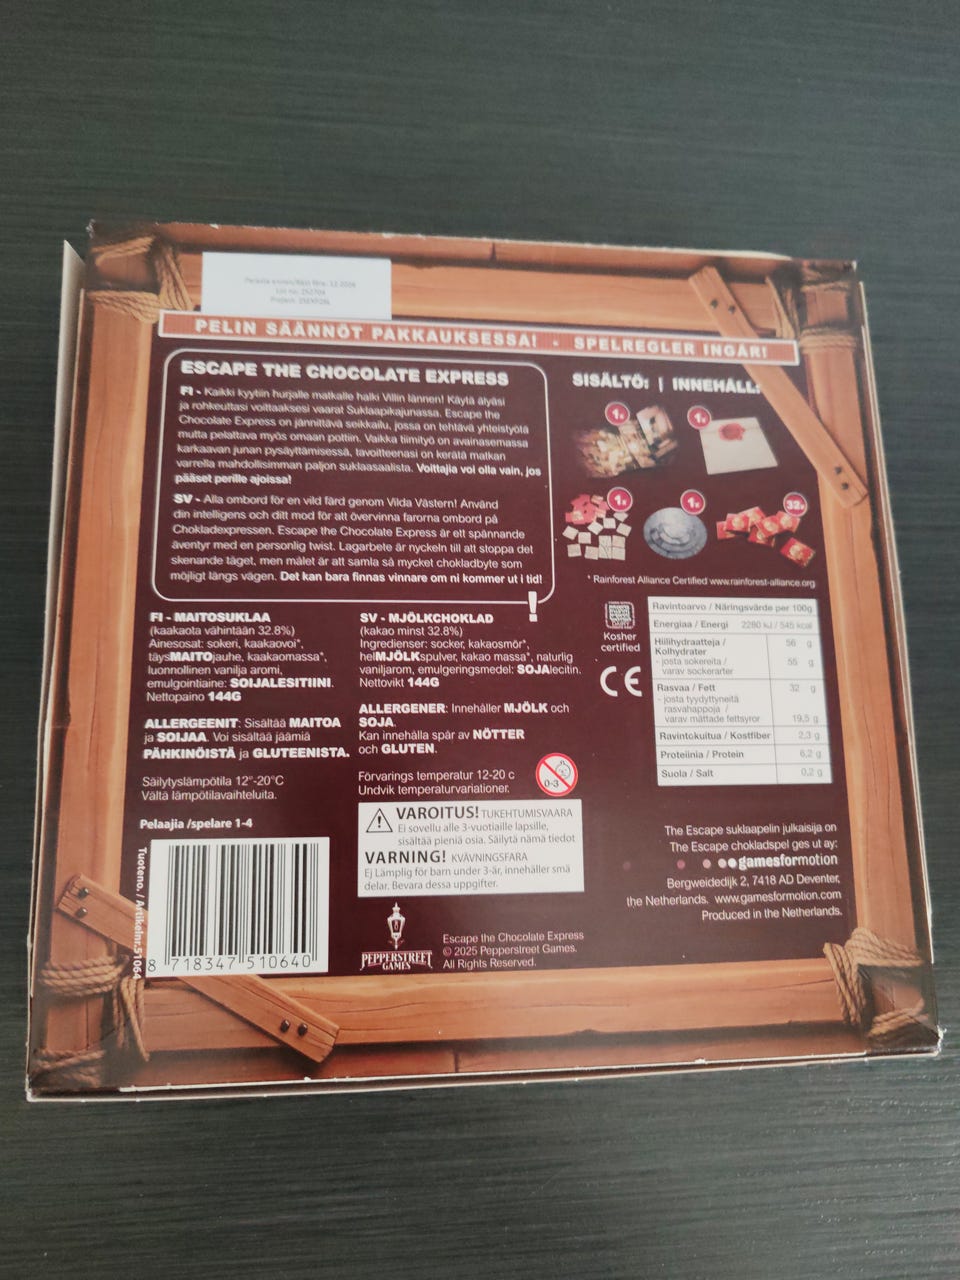 Parasta ennen/Bäst före: 12.2026
Lot no: 252704
PELIN SÄÄNNÖT PAKKAUKSESSA! - SPELREGLER INGÅR!
ESCAPE THE CHOCOLATE EXPRESS
FI - Kaikki kyytiin hurjalle matkalle halki Villin lännen! Käytä älyäsi
ja rohkeuttasi voittaaksesi vaarat Suklaapikajunassa. Escape the
Chocolate Express on jännittävä seikkailu, jossa on tehtävä yhteistyötä
mutta pelattava myös omaan pottiin. Vaikka tiimityö on avainasemassa
karkaavan junan pysäyttämisessä, tavoitteenasi on kerätä matkan
varrella mahdollisimman paljon suklaasaalista. Voittajia voi olla vain, jos
pääset perille ajoissa!
SV - Alla ombord för en vild färd genom Vilda Västern! Använd
din intelligens och ditt mod för att övervinna farorna ombord på
Chokladexpressen. Escape the Chocolate Express är ett spännande
äventyr med en personlig twist. Lagarbete är nyckeln till att stoppa det
skenande tåget, men målet är att samla så mycket chokladbyte som
möjligt längs vägen. Det kan bara finnas vinnare om ni kommer ut i tid!
SISÄLTÖ: | INNEHÅLL:
1x
1x
1x
1x
32x
* Rainforest Alliance Certified www.rainforest-alliance.org
FI - MAITOSUKLAA
(kaakaota vähintään 32.8%)
Ainesosat: sokeri, kaakaovoi*,
täysMAITOjauhe, kaakaomassa*,
luonnollinen vanilja aromi,
emulgointiaine: SOIJALESITIINI.
Nettopaino 144G
ALLERGEENIT: Sisältää MAITOA
ja SOIJAA. Voi sisältää jäämiä
PÄHKINÖISTÄ ja GLUTEENISTA.
Säilytyslämpötila 12°-20°C
Vältä lämpötilavaihteluita.
Pelaajia /spelare 1-4
SV - MJÖLKCHOKLAD
(kakao minst 32.8%)
Ingredienser: socker, kakaosmör*,
helMJÖLKspulver, kakao massa*, naturlig
vaniljarom, emulgeringsmedel: SOJAlecitin.
Nettovikt 144G
ALLERGENER: Innehåller MJÖLK och
SOJA.
Kan innehålla spår av NÖTTER
och GLUTEN.
Förvarings temperatur 12-20 c
Undvik temperaturvariationer.
0-3
Kosher
certified
CE
Ravintoarvo / Näringsvärde per 100g
Energiaa / Energi 2280 kJ / 545 kcal
Hiilihydraatteja / 56 g
Kolhydrater
- josta sokereita / 55 g
varav sockerarter
Rasvaa / Fett 32 g
- josta tyydyttyneitä
rasvahappoja /
varav mättade fettsyror 19,5 g
Ravintokuitua / Kostfiber 2,3 g
Proteiinia / Protein 6,2 g
Suola / Salt 0,2 g
VAROITUS! TUKEHTUMISVAARA
Ei sovellu alle 3-vuotiaille lapsille,
sisältää pieniä osia. Säilytä nämä tiedot
VARNING! KVÄVNINGSFARA
Ej Lämplig för barn under 3-år, innehåller små
delar. Bevara dessa uppgifter.
The Escape suklaapelin julkaisija on
The Escape chokladspel ges ut ay:
gamesformotion
Bergweidedijk 2, 7418 AD Deventer,
the Netherlands. www.gamesformotion.com
Produced in the Netherlands.
Tuoteno. / Artikelnr.51064
8 718347 510640
PEPPERSTREET
GAMES
Escape the Chocolate Express
© 2025 Pepperstreet Games.
All Rights Reserved.